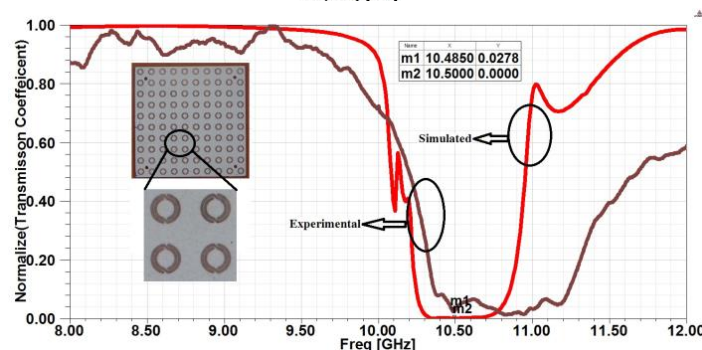 Normalize(Transmisson Coeffeicent)
1.00
0.80
0.60
0.40
0.20
0.00
Name X Y
m1 10.4850 0.0278
m2 10.5000 0.0000
Simulated
Experimental
m1
m2
8.00 8.50 9.00 9.50 10.00 10.50 11.00 11.50 12.00
Freq [GHz]